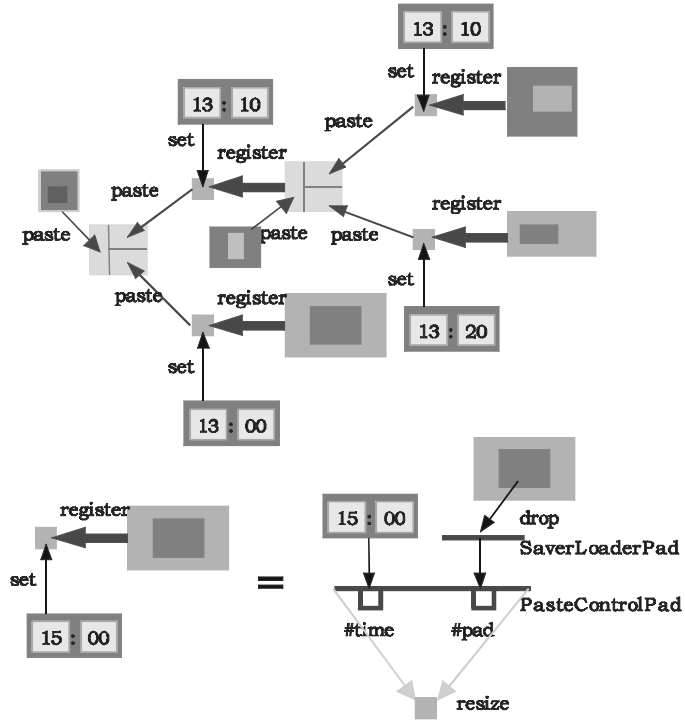 13 : 10
set
register
13 : 10
set
register
paste
paste
register
paste
paste
paste
set
paste
register
13 : 20
set
13 : 00
register
set
15 : 00
=
15 : 00
drop
SaverLoaderPad
PasteControlPad
#time
#pad
resize